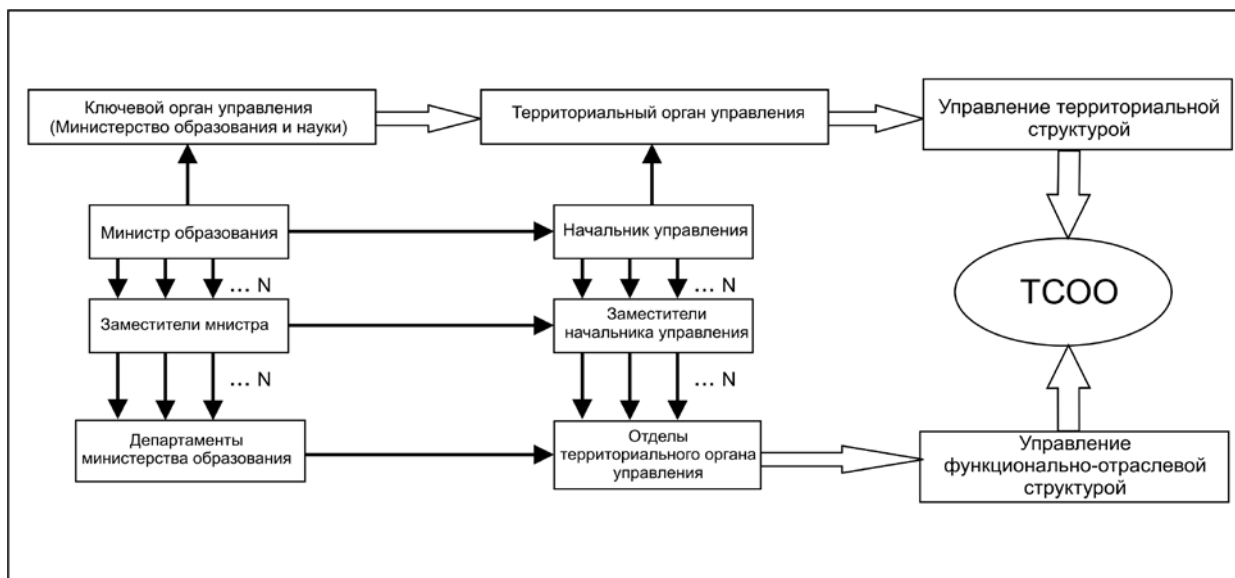 Ключевой орган управления
(Министерство образования и науки)
Территориальный орган управления
Управление территориальной
структурой
Министр образования
Начальник управления
... N
... N
ТСОО
Заместители мнистра
Заместители
начальника управления
... N
... N
Департаменты
министерства образования
Отделы
территориального органа
управления
Управление
функционально-отраслевой
структурой